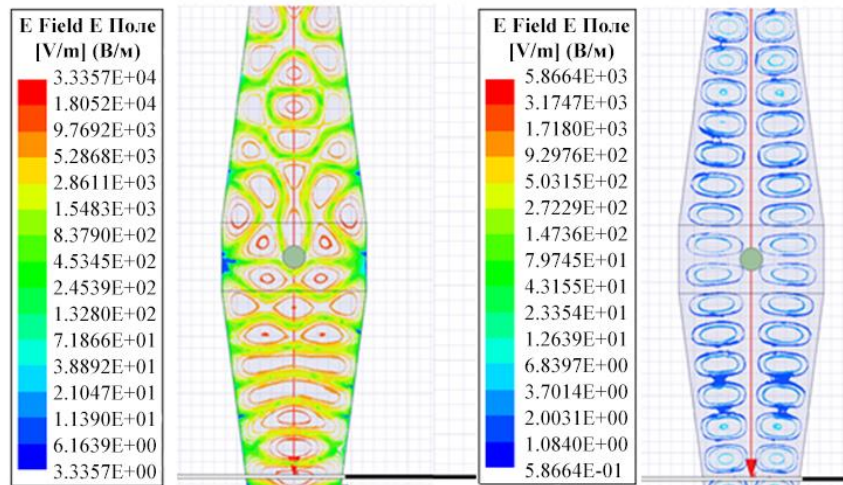 E Field E Поле
[V/m] (В/м)
3.3357E+04
1.8052E+04
9.7692E+03
5.2868E+03
2.8611E+03
1.5483E+03
8.3790E+02
4.5345E+02
2.4539E+02
1.3280E+02
7.1866E+01
3.8892E+01
2.1047E+01
1.1390E+01
6.1639E+00
3.3357E+00
E Field E Поле
[V/m] (В/м)
5.8664E+03
3.1747E+03
1.7180E+03
9.2976E+02
5.0315E+02
2.7229E+02
1.4736E+02
7.9745E+01
4.3155E+01
2.3354E+01
1.2639E+01
6.8397E+00
3.7014E+00
2.0031E+00
1.0840E+00
5.8664E-01